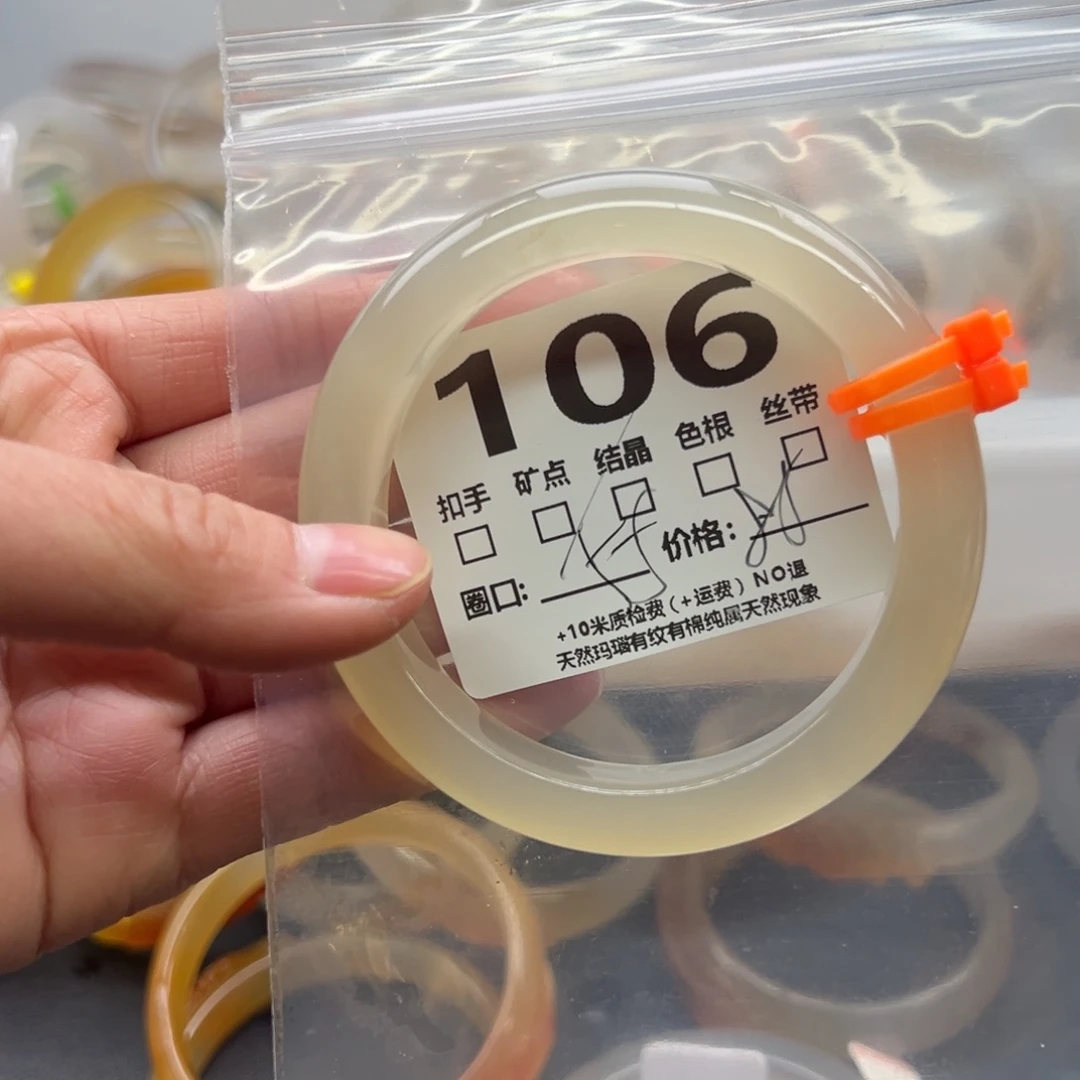 106
扣手 矿点 结晶 色根 丝带
圈口: 价格:
+10米质检费(+运费)NO退
天然玛瑙有纹有棉纯属天然现象